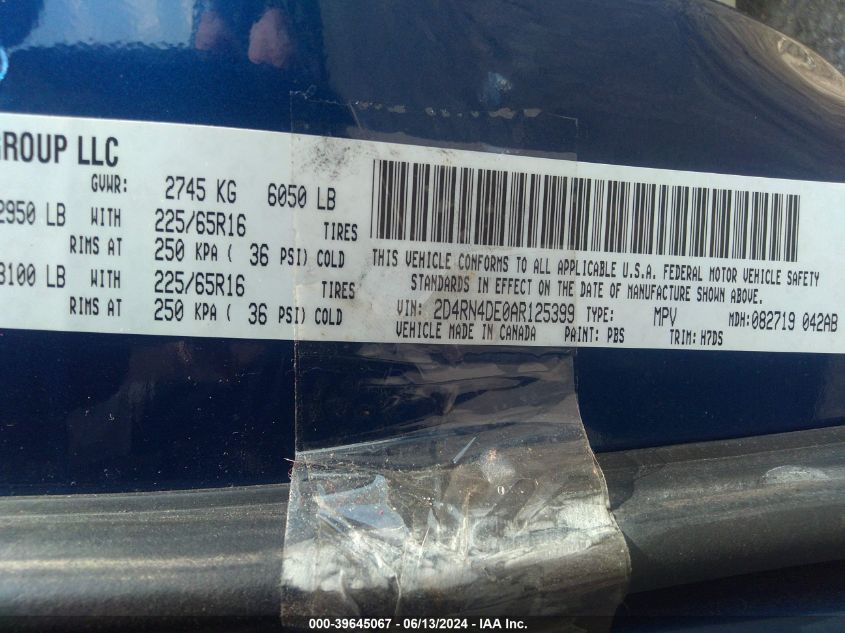 GROUP LLC
GVWR: 2745 KG 6050 LB
2950 LB WITH 225/65R16 TIRES
RIMS AT 250 KPA ( 36 PSI) COLD
3100 LB WITH 225/65R16 TIRES
RIMS AT 250 KPA ( 36 PSI) COLD
THIS VEHICLE CONFORMS TO ALL APPLICABLE U.S.A. FEDERAL MOTOR VEHICLE SAFETY
STANDARDS IN EFFECT ON THE DATE OF MANUFACTURE SHOWN ABOVE.
VIN: 2D4RN4DE0AR125399 TYPE: MPV MDH:082719 042AB
VEHICLE MADE IN CANADA PAINT: PBS TRIM: H7DS
000-39645067 - 06/13/2024 - IAA Inc.